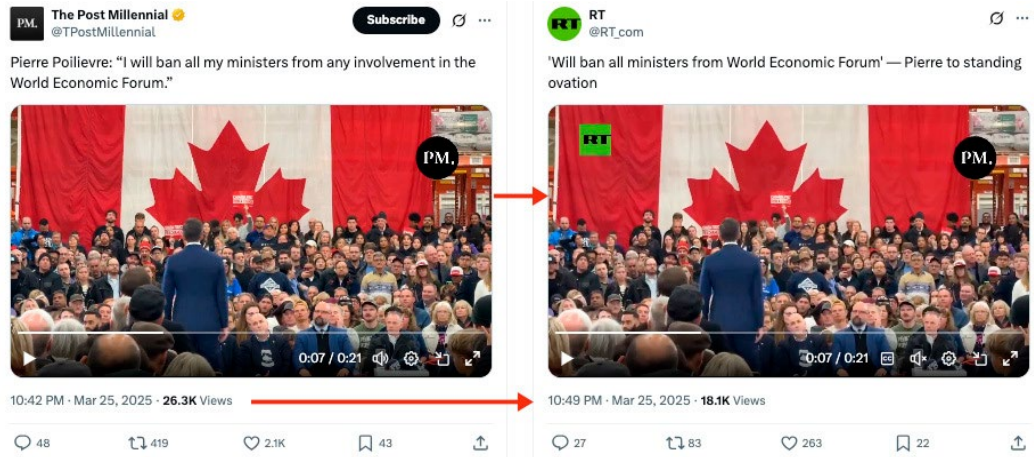 PM.
The Post Millennial
@TPostMillennial
Subscribe
Pierre Poilievre: “I will ban all my ministers from any involvement in the
World Economic Forum.”
PM.
0:07 / 0:21
10:42 PM · Mar 25, 2025 · 26.3K Views
48
419
2.1K
43
RT
RT
@RT_com
'Will ban all ministers from World Economic Forum' — Pierre to standing
ovation
RT
PM.
0:07 / 0:21
CC
10:49 PM · Mar 25, 2025 · 18.1K Views
27
83
263
22